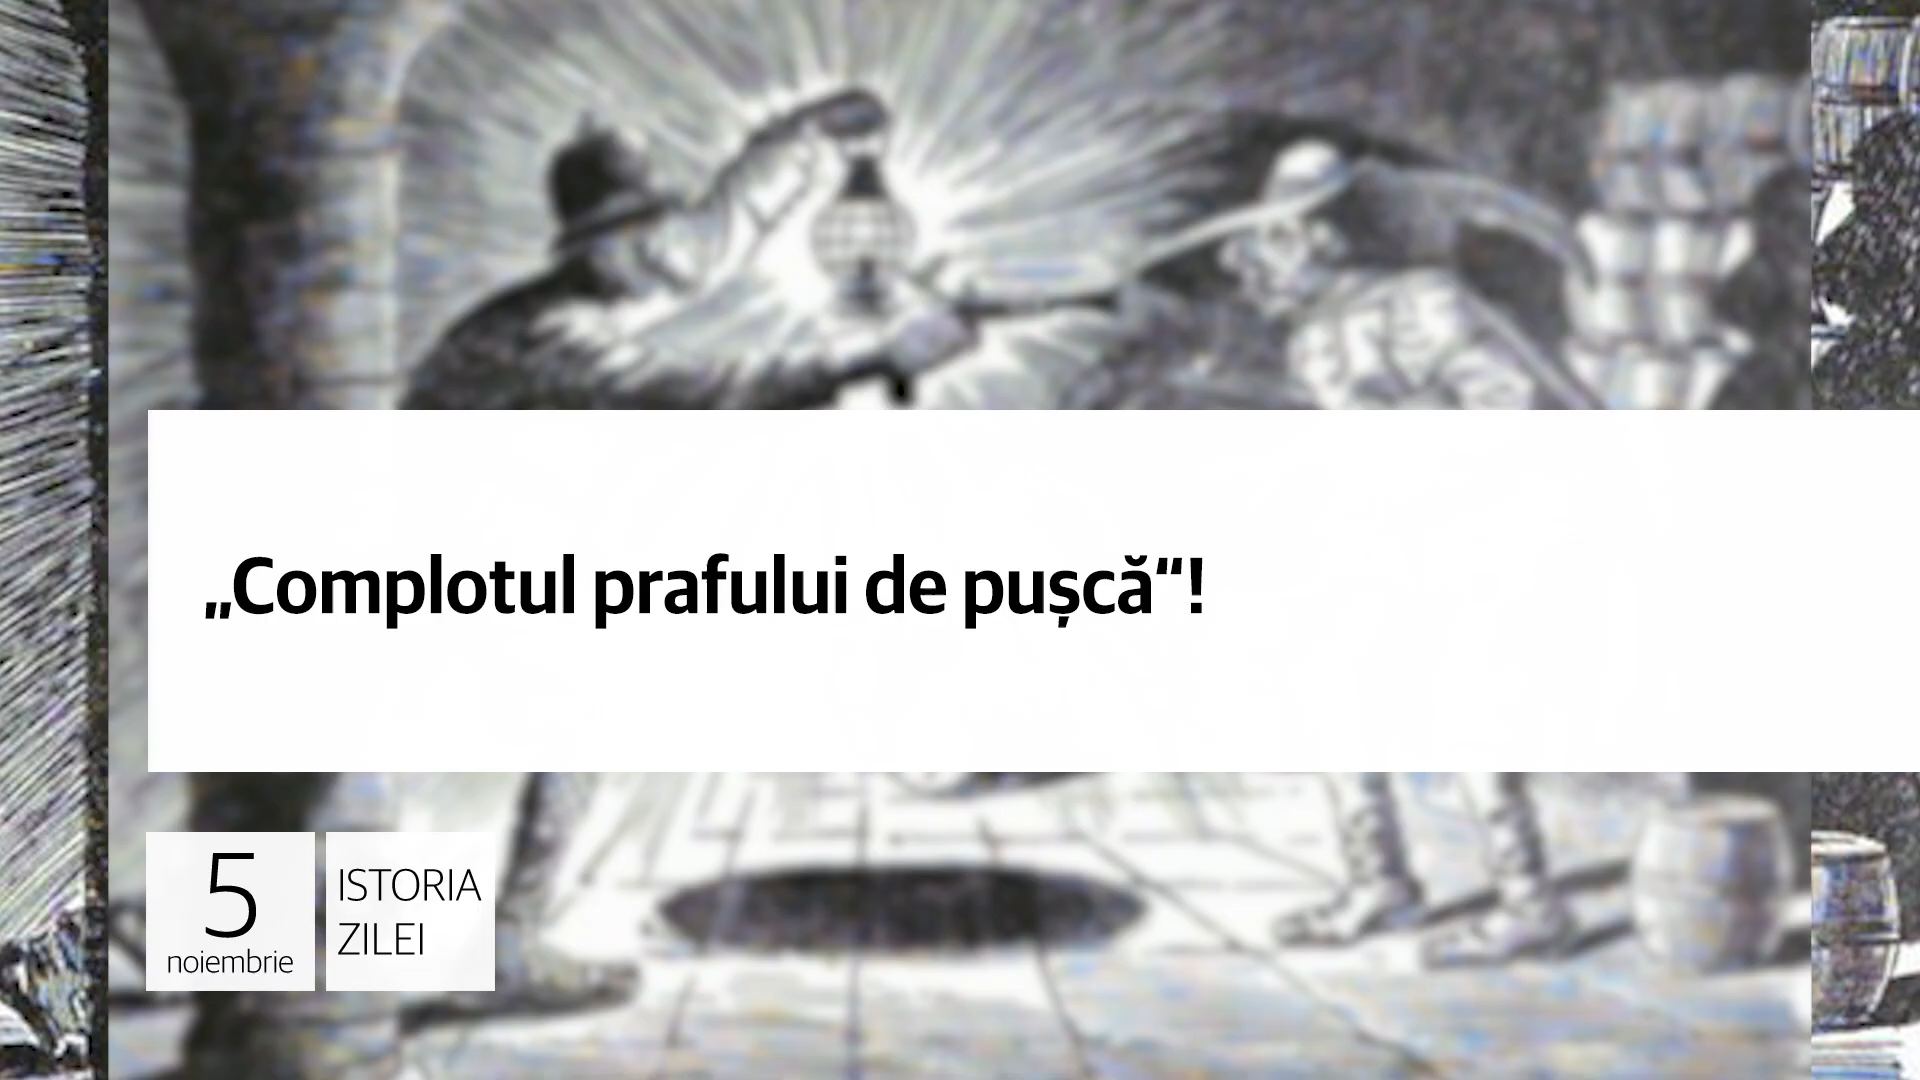 „Complotul prafului de pușcă“!
5
noiembrie
ISTORIA
ZILEI